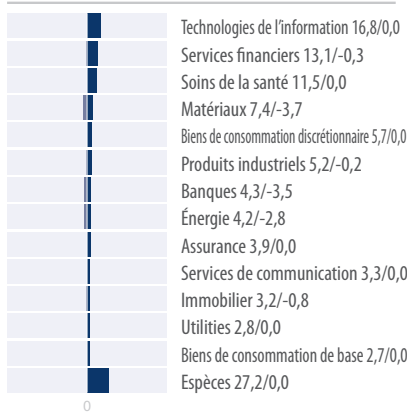 Technologies de l'information 16,8/0,0
Services financiers 13,1/-0,3
Soins de la santé 11,5/0,0
Matériaux 7,4/-3,7
Biens de consommation discrétionnaire 5,7/0,0
Produits industriels 5,2/-0,2
Banques 4,3/-3,5
Énergie 4,2/-2,8
Assurance 3,9/0,0
Services de communication 3,3/0,0
Immobilier 3,2/-0,8
Utilities 2,8/0,0
Biens de consommation de base 2,7/0,0
Espèces 27,2/0,0
0